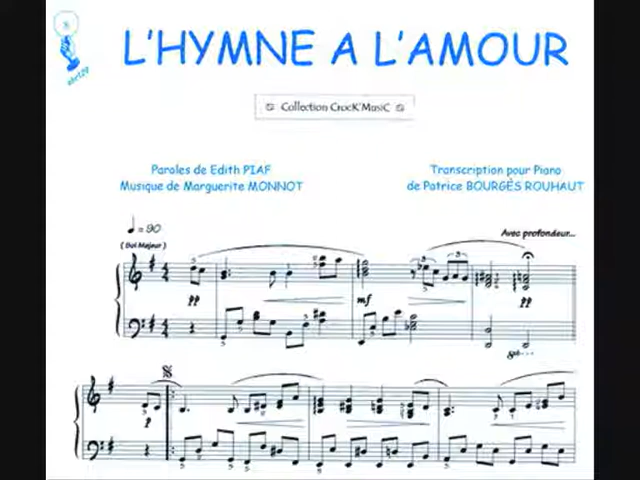 L'HYMNE A L'AMOUR
Collection CrocK'MusiC
Paroles de Edith PIAF
Musique de Marguerite MONNOT
Transcription pour Piano
de Patrice BOURGÈS ROUHAUT
= 90
(Sol Majeur)
Avec profondeur...
pp
mf
pp
8vb
p